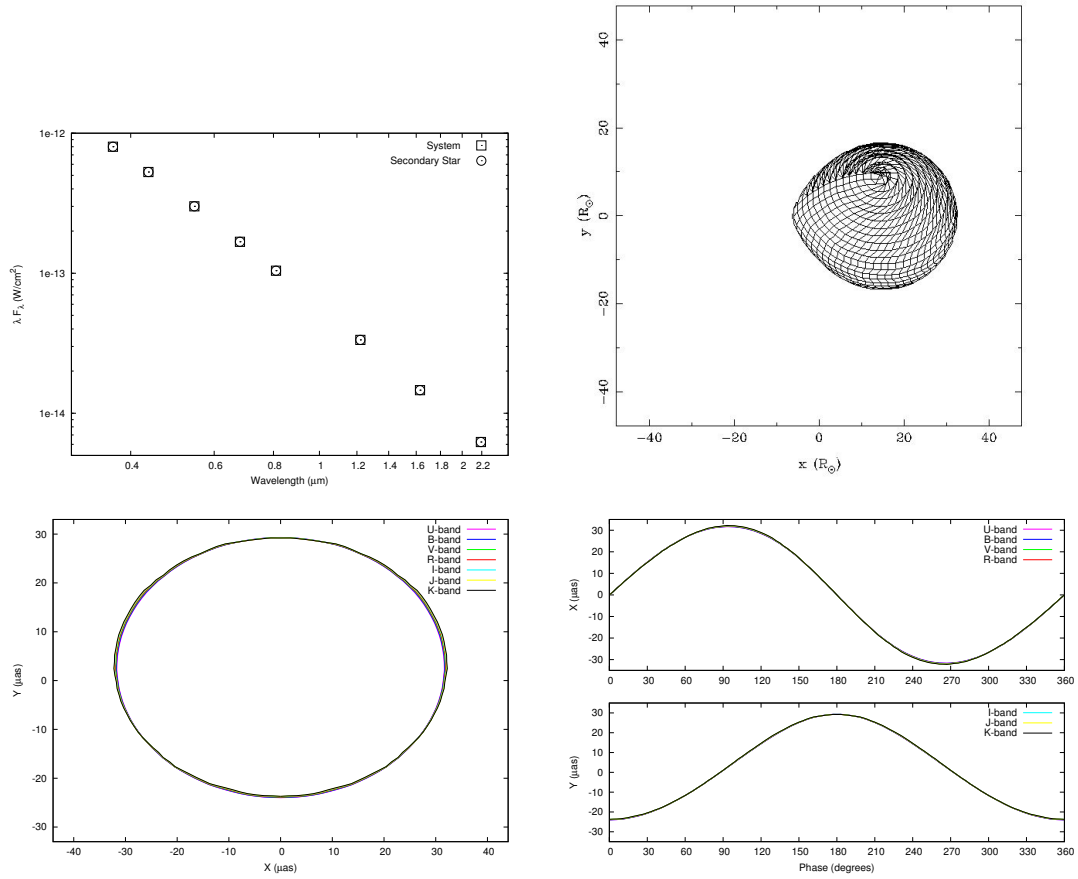 1e-12
1e-13
1e-14
λ Fλ (W/cm²)
System
Secondary Star
0.4 0.6 0.8 1 1.2 1.4 1.6 1.8 2 2.2
Wavelength (μm)
40
20
0
−20
−40
y (R☉)
−40 −20 0 20 40
x (R☉)
30
20
10
0
-10
-20
-30
Y (μas)
U-band
B-band
V-band
R-band
I-band
J-band
K-band
-40 -30 -20 -10 0 10 20 30 40
X (μas)
30
20
10
0
-10
-20
-30
X (μas)
U-band
B-band
V-band
R-band
0 30 60 90 120 150 180 210 240 270 300 330 360
30
20
10
0
-10
-20
-30
Y (μas)
I-band
J-band
K-band
0 30 60 90 120 150 180 210 240 270 300 330 360
Phase (degrees)